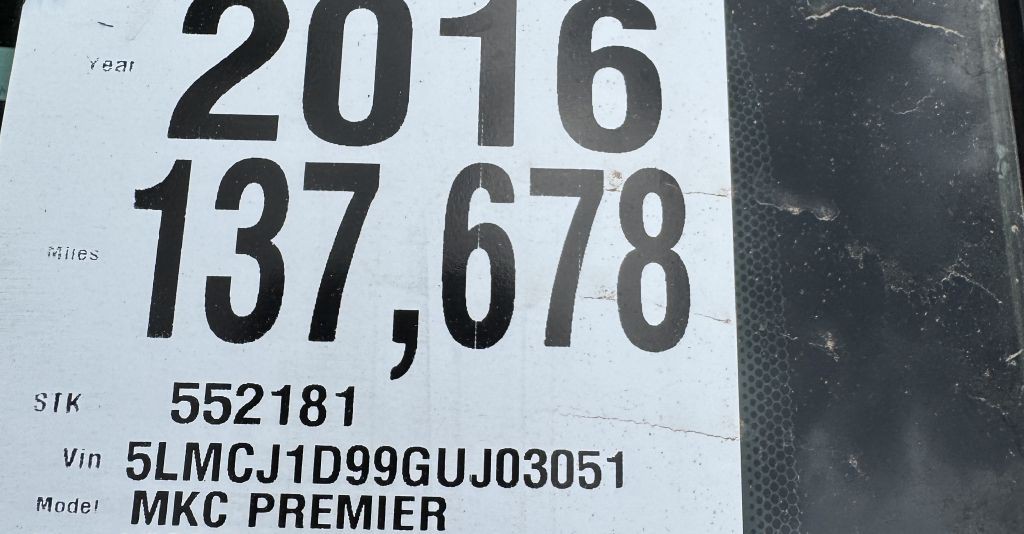 Year 2016
Miles 137,678
STK 552181
Vin 5LMCJ1D99GUJ03051
Model MKC PREMIER